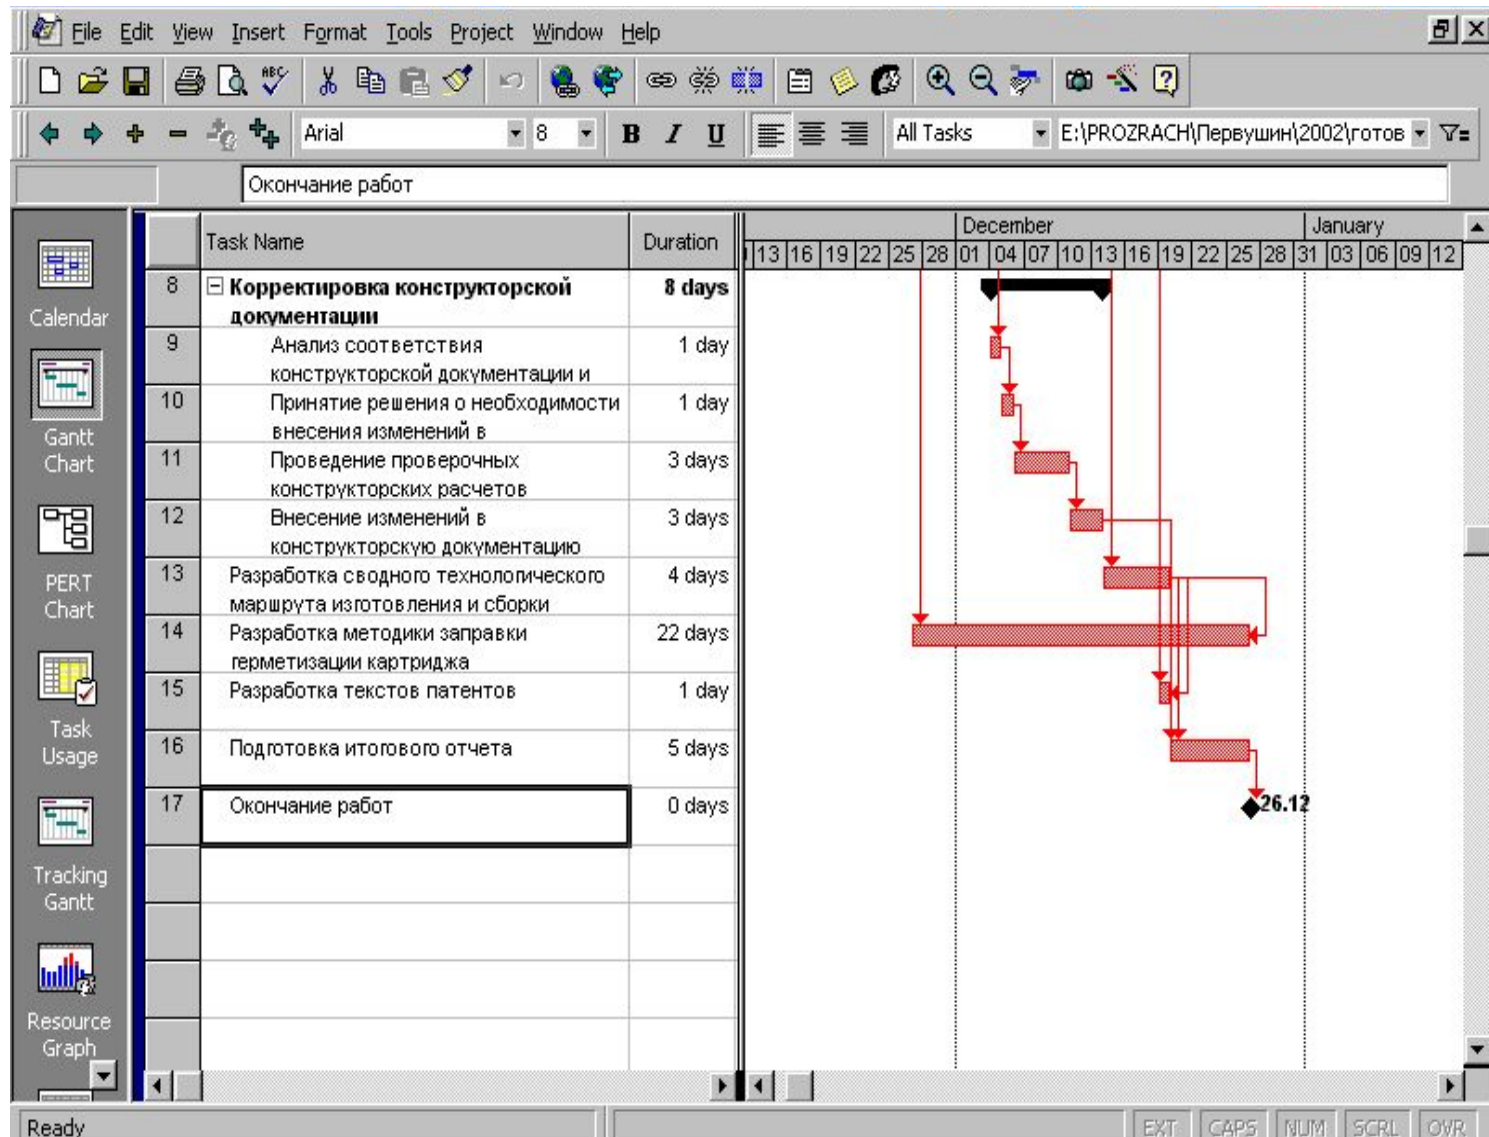 File Edit View Insert Format Tools Project Window Help
Arial 8 B I U All Tasks E:\PROZRACH\Первушин\2002\готов
Окончание работ
Task Name Duration
December January
13 16 19 22 25 28 01 04 07 10 13 16 19 22 25 28 31 03 06 09 12
8 Корректировка конструкторской 8 days
документации
9 Анализ соответствия 1 day
конструкторской документации и
10 Принятие решения о необходимости 1 day
внесения изменений в
11 Проведение проверочных 3 days
конструкторских расчетов
12 Внесение изменений в 3 days
конструкторскую документацию
13 Разработка сводного технологического 4 days
маршрута изготовления и сборки
14 Разработка методики заправки 22 days
герметизации картриджа
15 Разработка текстов патентов 1 day
16 Подготовка итогового отчета 5 days
17 Окончание работ 0 days
26.12
Calendar
Gantt
Chart
PERT
Chart
Task
Usage
Tracking
Gantt
Resource
Graph
Ready EXT CAPS NUM SCRL OVR